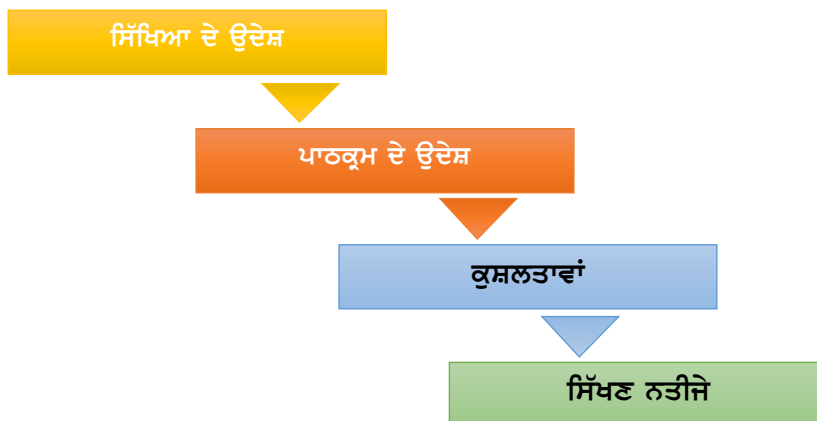 ਸਿੱਖਿਆ ਦੇ ਉਦੇਸ਼
ਪਾਠਕ੍ਰਮ ਦੇ ਉਦੇਸ਼
ਕੁਸ਼ਲਤਾਵਾਂ
ਸਿੱਖਣ ਨਤੀਜੇ